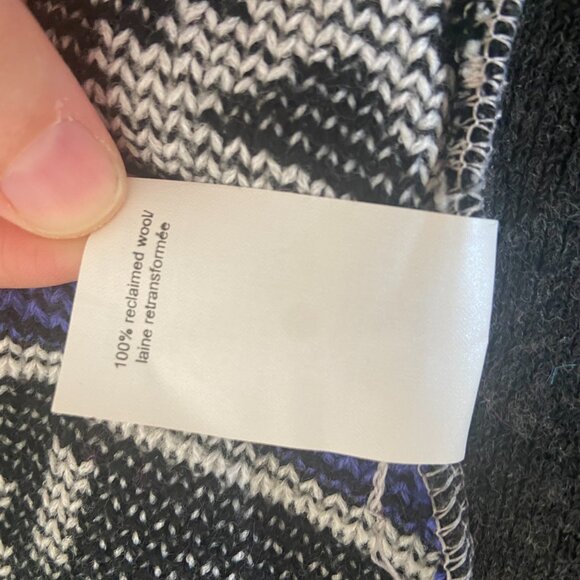 100% reclaimed wool/
laine retransformée